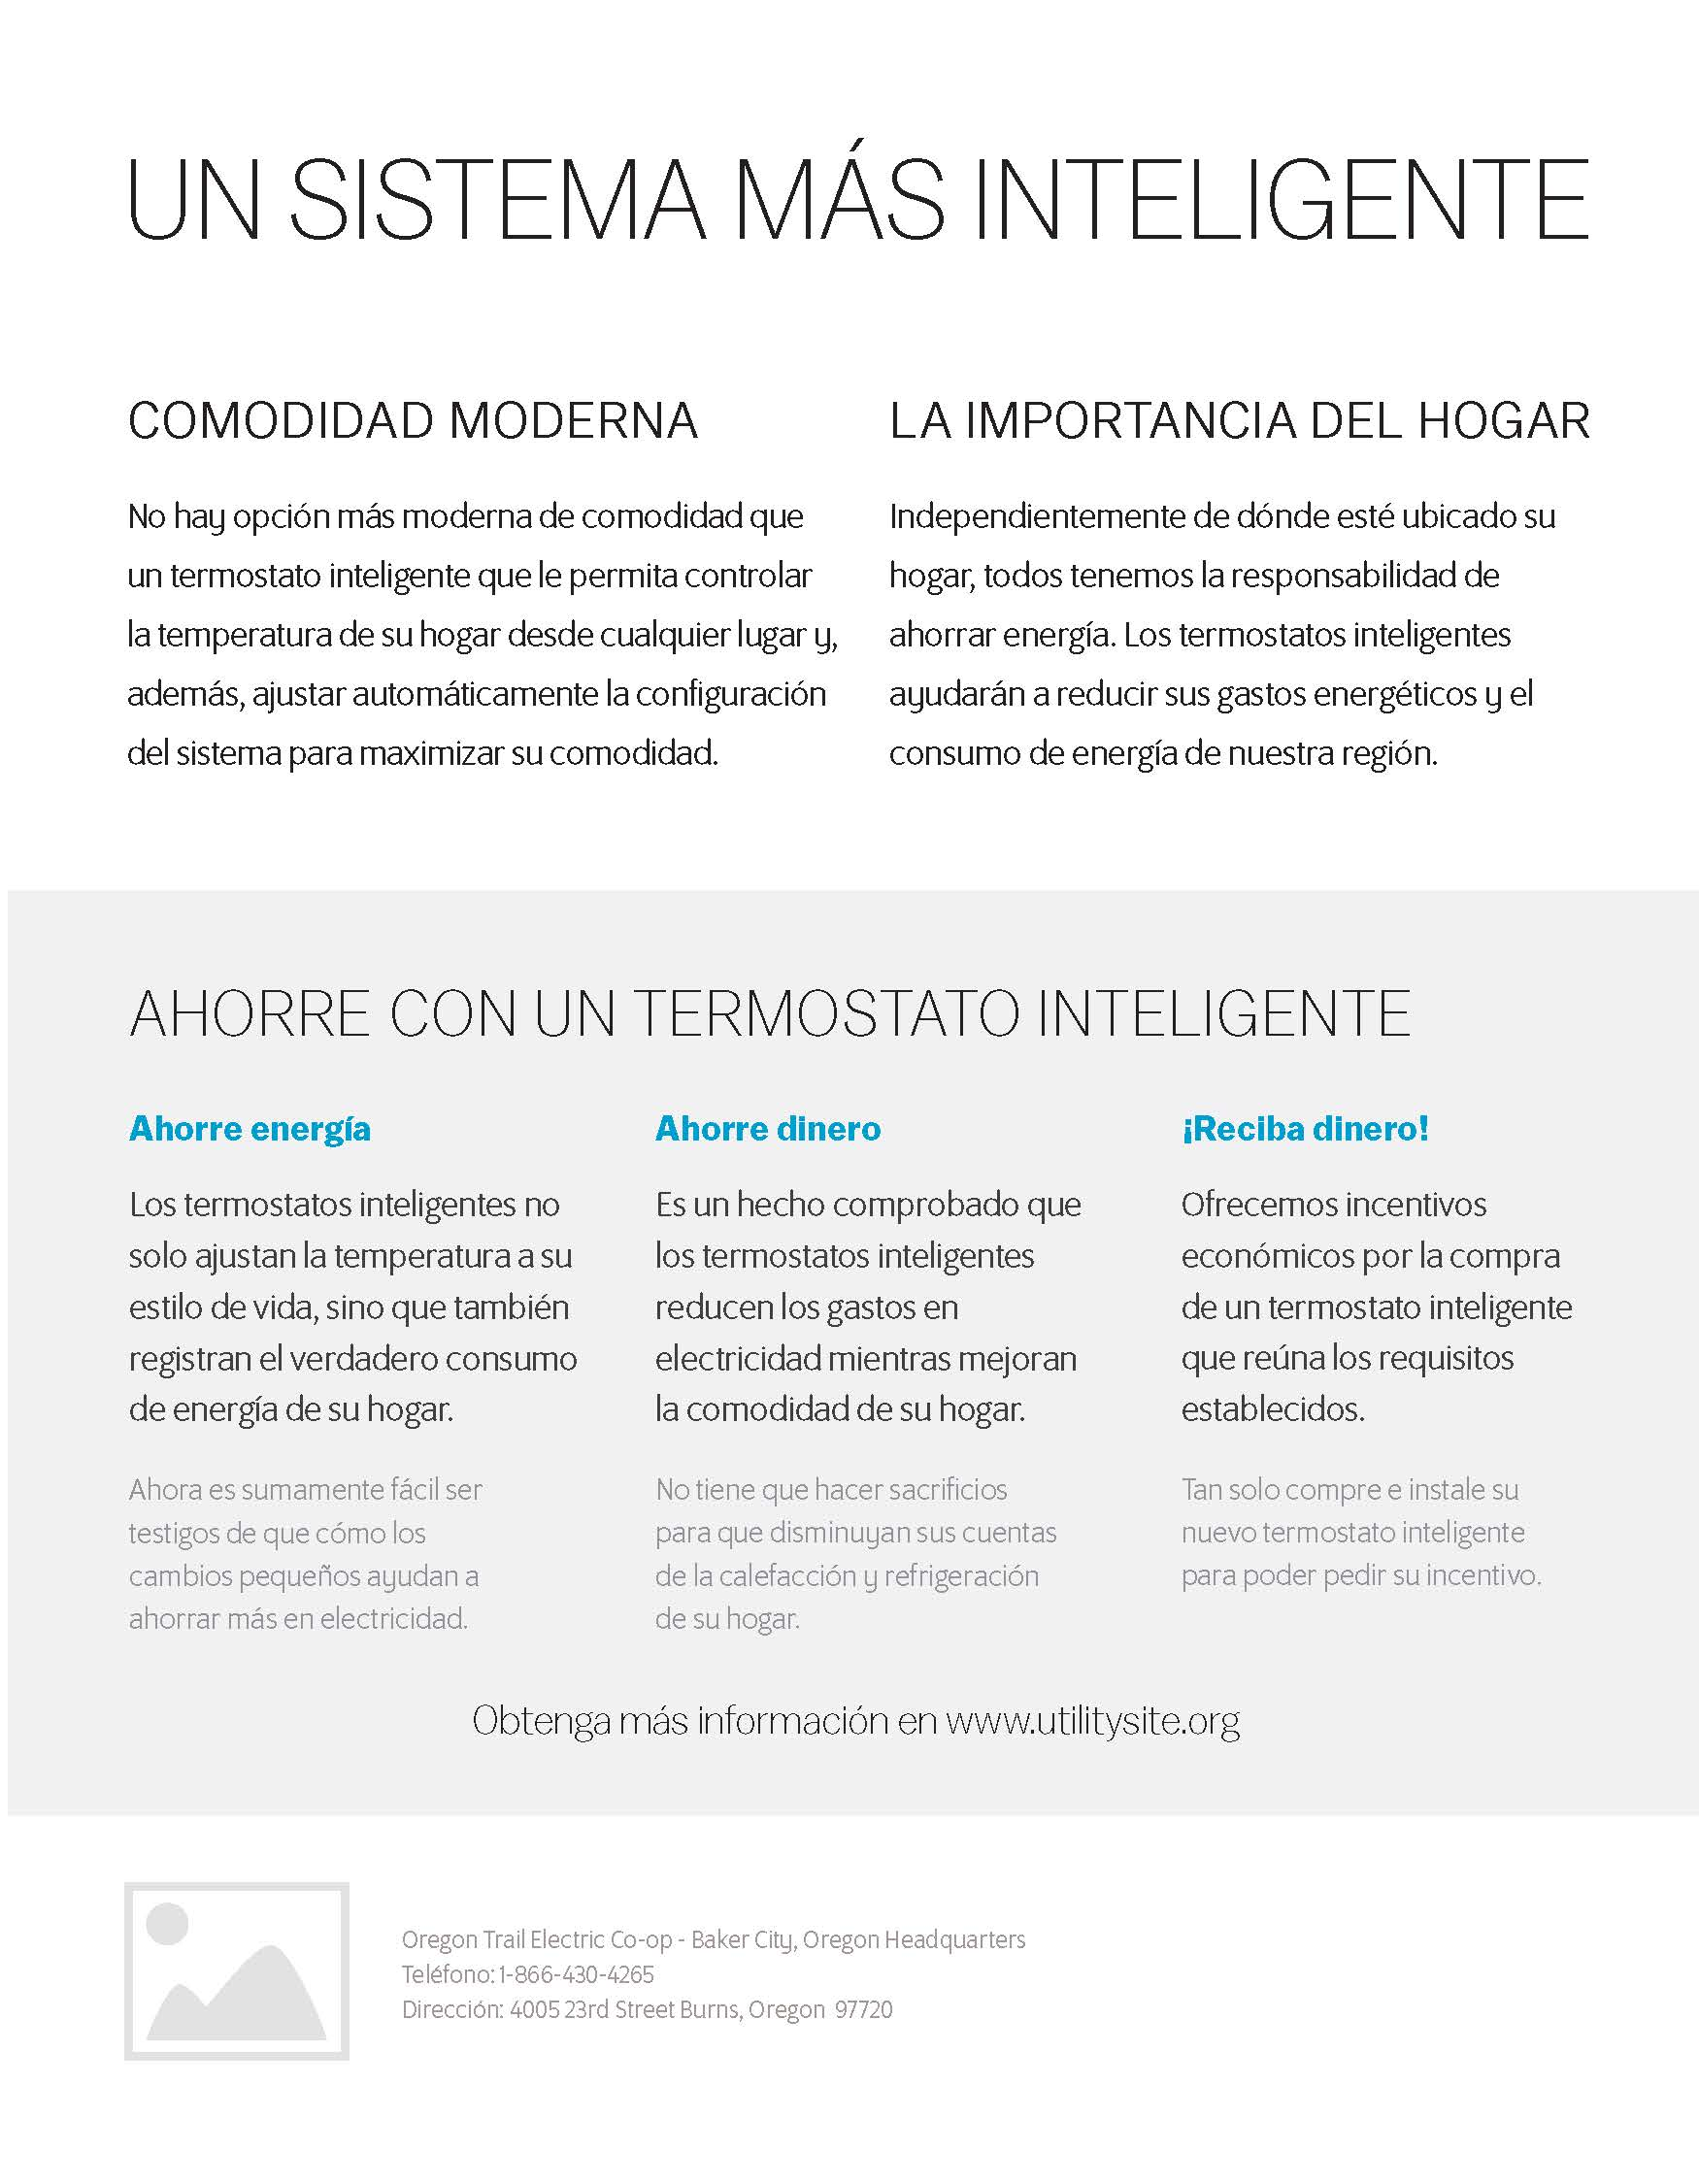 UN SISTEMA MÁS INTELIGENTE
COMODIDAD MODERNA
No hay opción más moderna de comodidad que
un termostato inteligente que le permita controlar
la temperatura de su hogar desde cualquier lugar y,
además, ajustar automáticamente la configuración
del sistema para maximizar su comodidad.
LA IMPORTANCIA DEL HOGAR
Independientemente de dónde esté ubicado su
hogar, todos tenemos la responsabilidad de
ahorrar energía. Los termostatos inteligentes
ayudarán a reducir sus gastos energéticos y el
consumo de energía de nuestra región.
AHORRE CON UN TERMOSTATO INTELIGENTE
Ahorre energía
Los termostatos inteligentes no
solo ajustan la temperatura a su
estilo de vida, sino que también
registran el verdadero consumo
de energía de su hogar.
Ahora es sumamente fácil ser
testigos de que cómo los
cambios pequeños ayudan a
ahorrar más en electricidad.
Ahorre dinero
Es un hecho comprobado que
los termostatos inteligentes
reducen los gastos en
electricidad mientras mejoran
la comodidad de su hogar.
No tiene que hacer sacrificios
para que disminuyan sus cuentas
de la calefacción y refrigeración
de su hogar.
¡Reciba dinero!
Ofrecemos incentivos
económicos por la compra
de un termostato inteligente
que reúna los requisitos
establecidos.
Tan solo compre e instale su
nuevo termostato inteligente
para poder pedir su incentivo.
Obtenga más información en www.utilitysite.org
Oregon Trail Electric Co-op - Baker City, Oregon Headquarters
Teléfono: 1-866-430-4265
Dirección: 4005 23rd Street Burns, Oregon 97720